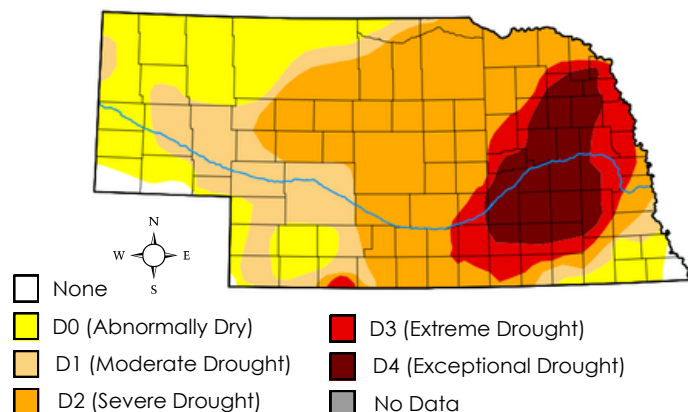 N
W E
S
None
D0 (Abnormally Dry)
D1 (Moderate Drought)
D2 (Severe Drought)
D3 (Extreme Drought)
D4 (Exceptional Drought)
No Data